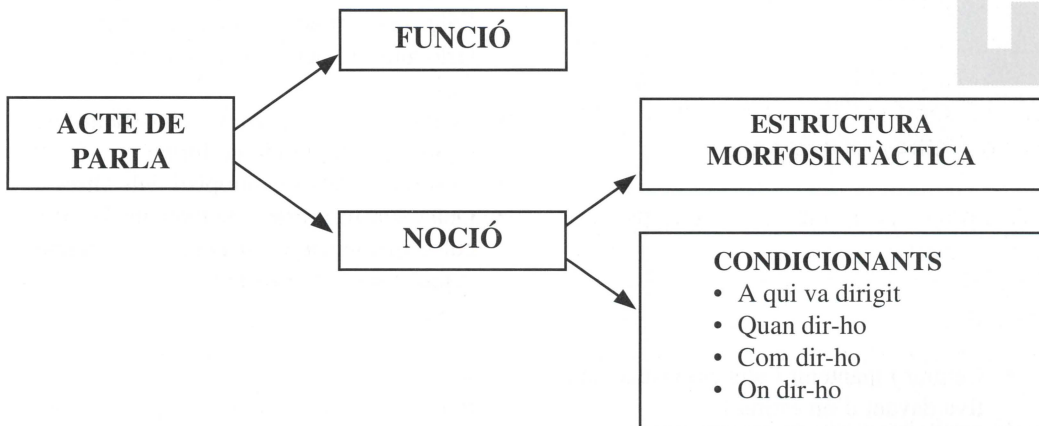 FUNCIÓ
ACTE DE
PARLA
ESTRUCTURA
MORFOSINTÀCTICA
NOCIÓ
CONDICIONANTS
• A qui va dirigit
• Quan dir-ho
• Com dir-ho
• On dir-ho